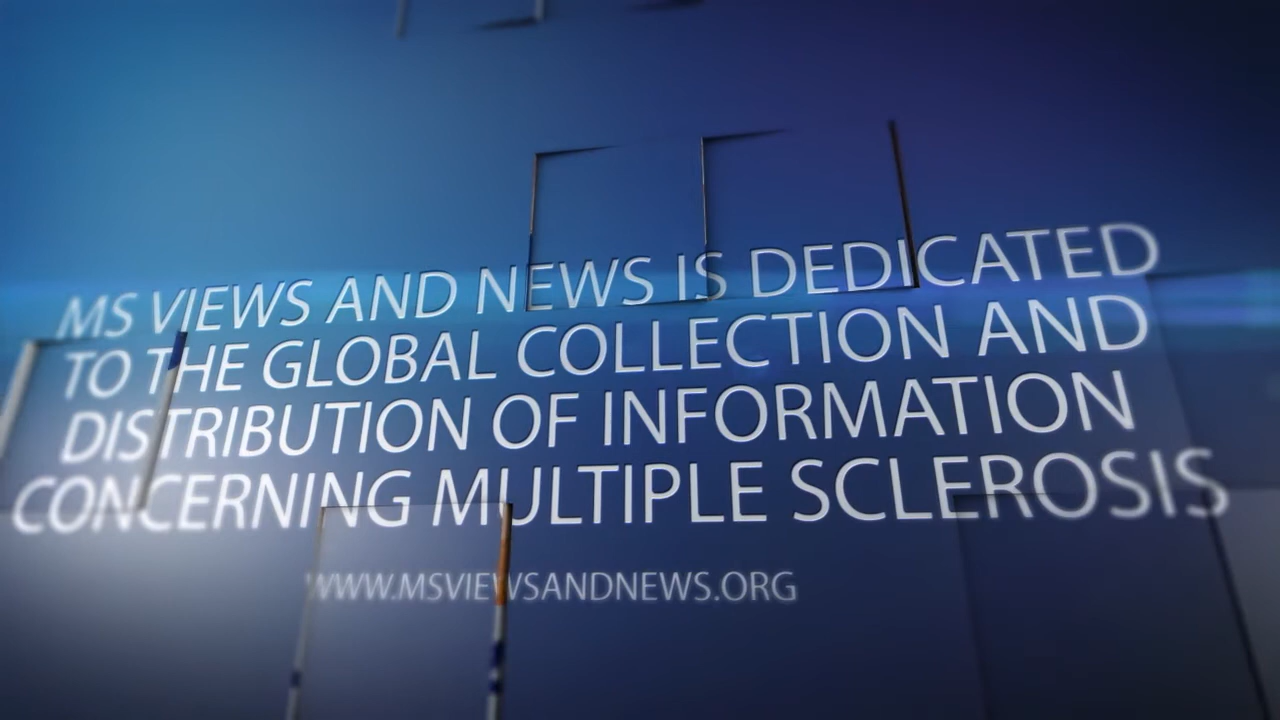 MS VIEWS AND NEWS IS DEDICATED
TO THE GLOBAL COLLECTION AND
DISTRIBUTION OF INFORMATION
CONCERNING MULTIPLE SCLEROSIS
WWW.MSVIEWSANDNEWS.ORG